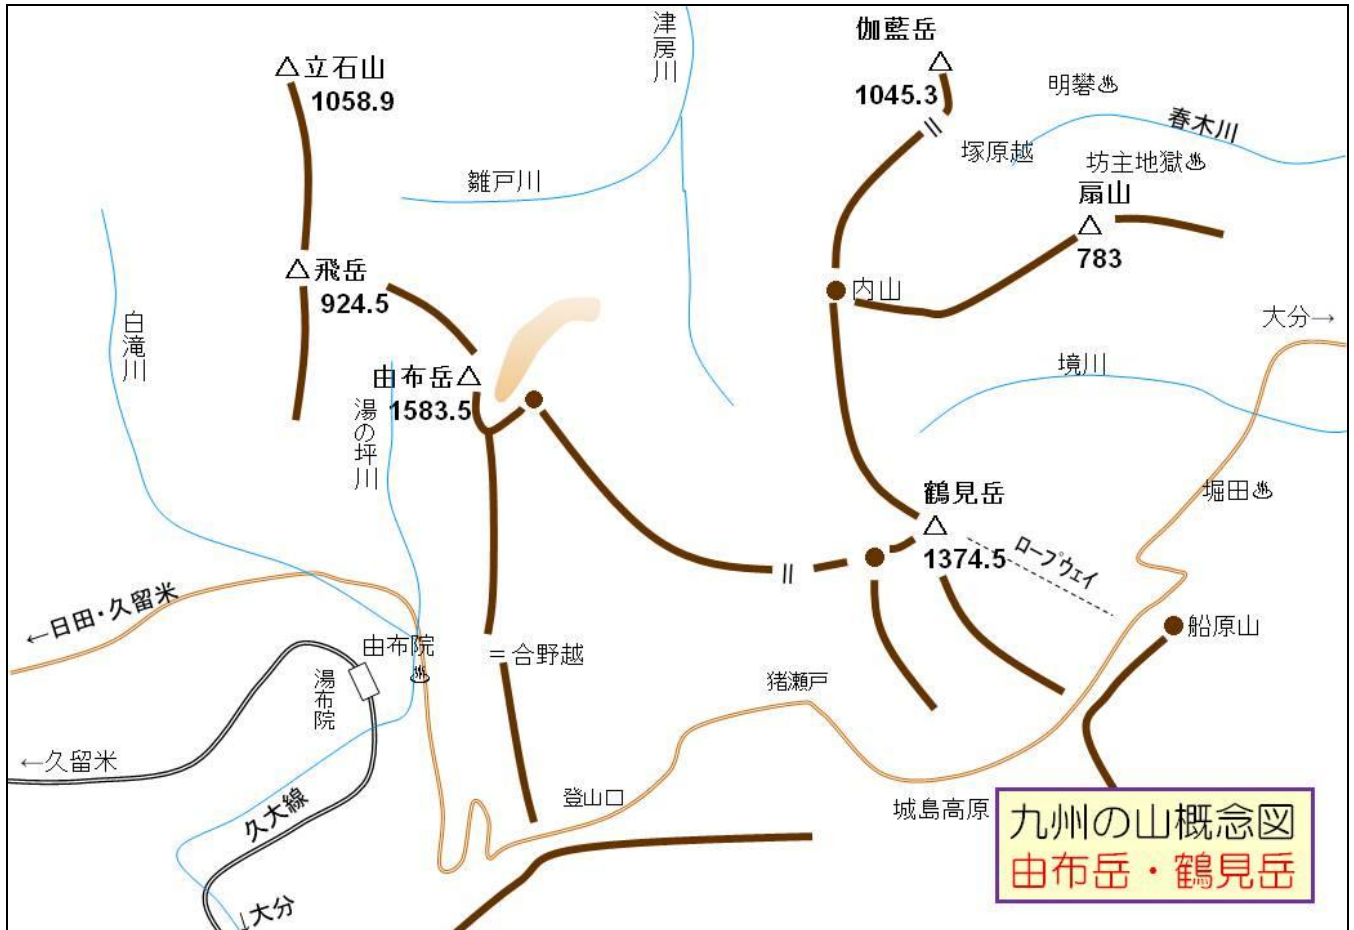 津房川
伽藍岳
1045.3
立石山
1058.9
明礬♨
春木川
塚原越
坊主地獄♨
雛戸川
扇山
783
飛岳
924.5
内山
大分→
白滝川
境川
由布岳
1583.5
湯の坪川
鶴見岳
1374.5
堀田♨
ロープウェイ
←日田・久留米
船原山
由布院
♨
合野越
湯布院
猪瀬戸
←久留米
登山口
城島高原
久大線
↓大分
九州の山概念図
由布岳・鶴見岳